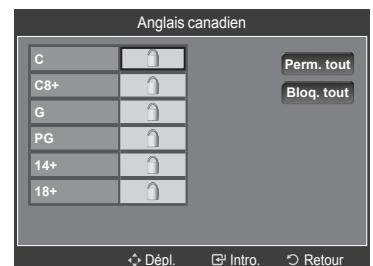 Anglais canadien
C
Perm. tout
C8+
Bloq. tout
G
PG
14+
18+
Dépl. Intro. Retour